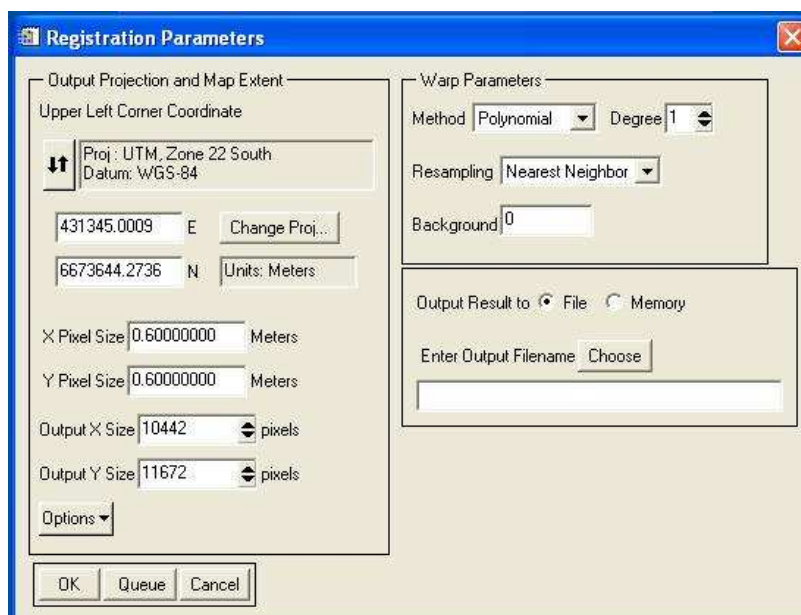 Registration Parameters
Output Projection and Map Extent
Upper Left Corner Coordinate
Proj : UTM, Zone 22 South
Datum: WGS-84
431345.0009 E Change Proj...
6673644.2736 N Units: Meters
X Pixel Size 0.60000000 Meters
Y Pixel Size 0.60000000 Meters
Output X Size 10442 pixels
Output Y Size 11672 pixels
Options
OK Queue Cancel
Warp Parameters
Method Polynomial Degree 1
Resampling Nearest Neighbor
Background 0
Output Result to File Memory
Enter Output Filename Choose